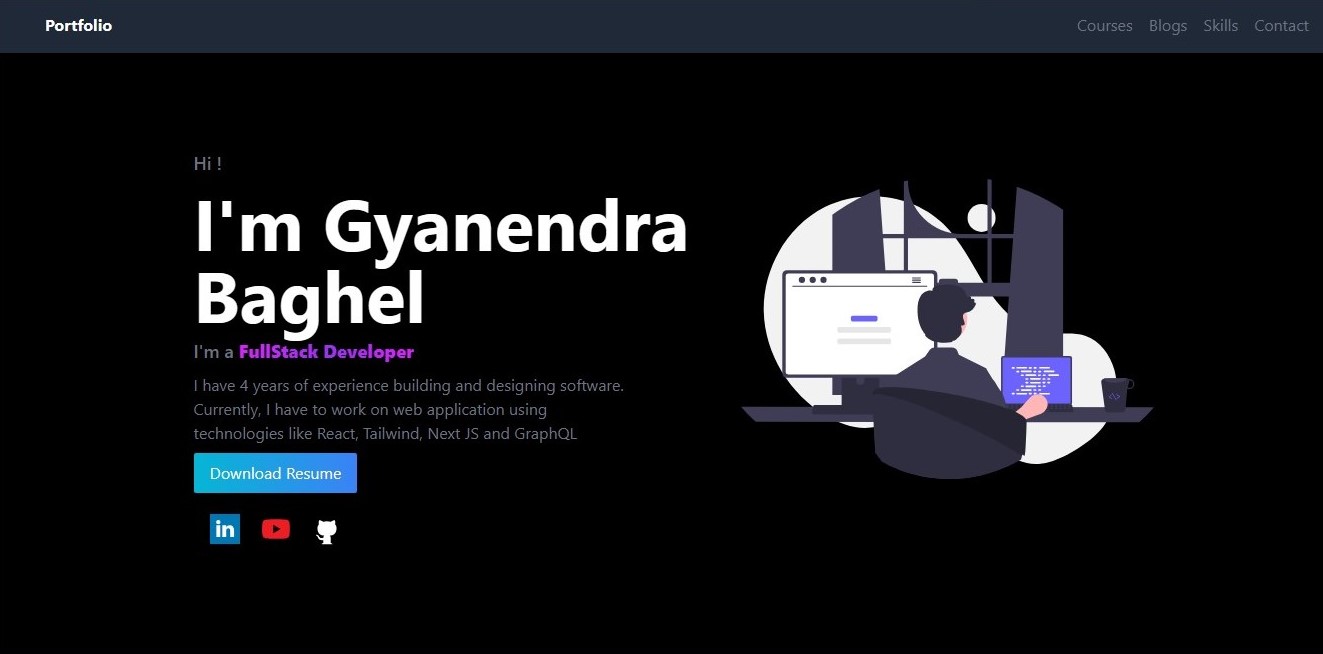 Portfolio
Courses Blogs Skills Contact
Hi !
I'm Gyanendra
Baghel
I'm a FullStack Developer
I have 4 years of experience building and designing software.
Currently, I have to work on web application using
technologies like React, Tailwind, Next JS and GraphQL
Download Resume
in